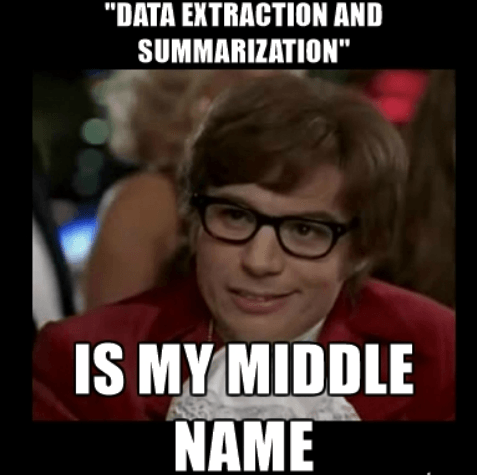 "DATA EXTRACTION AND
SUMMARIZATION"
IS MY MIDDLE
NAME